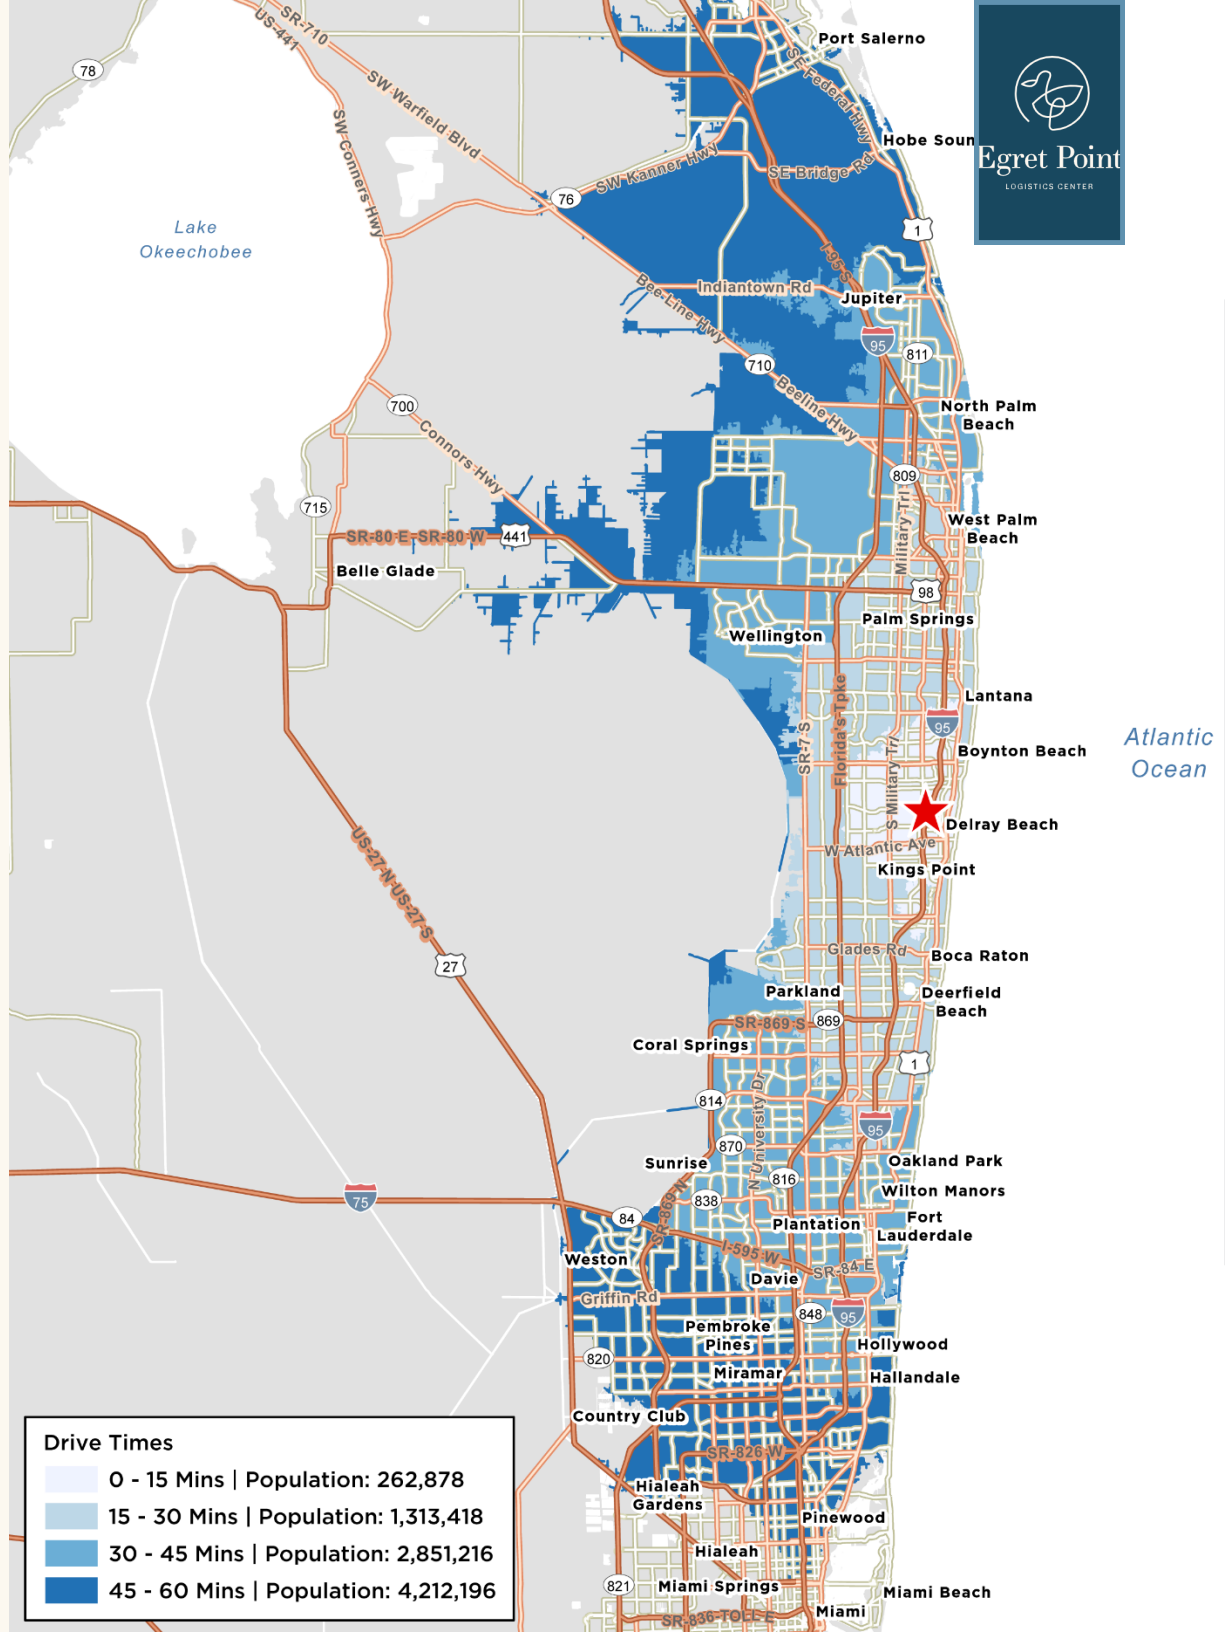 SR-710
US-441
Port Salerno
78
SE Federal Hwy
SW Warfield Blvd
SW Conners Hwy
Hobe Soun
Egret Point
LOGISTICS CENTER
SW Kanner Hwy
SE Bridge Rd
76
Lake
Okeechobee
1
I-95 S
Bee Line Hwy
Indiantown Rd
Jupiter
95
811
710
Beeline Hwy
700
Connors Hwy
North Palm
Beach
809
715
Military Trl
West Palm
Beach
SR-80 E
SR-80 W
441
Belle Glade
98
Palm Springs
Wellington
Lantana
Florida's Tpke
SR-7 S
95
S Military Trl
Boynton Beach
Atlantic
Ocean
Delray Beach
W Atlantic Ave
Kings Point
US-27 N
US-27 S
27
Glades Rd
Boca Raton
Parkland
Deerfield
Beach
SR-869 S
869
Coral Springs
1
814
N University Dr
95
870
Sunrise
Oakland Park
816
Wilton Manors
75
838
SR-869 N
84
Plantation
Fort
Lauderdale
I-595 W
Weston
SR-84 E
Davie
Griffin Rd
848
95
Pembroke
Pines
Hollywood
820
Miramar
Hallandale
Country Club
SR-826 W
Hialeah
Gardens
Pinewood
Hialeah
821
Miami Springs
Miami Beach
Miami
SR-836-TOLL E
Drive Times
0 - 15 Mins | Population: 262,878
15 - 30 Mins | Population: 1,313,418
30 - 45 Mins | Population: 2,851,216
45 - 60 Mins | Population: 4,212,196